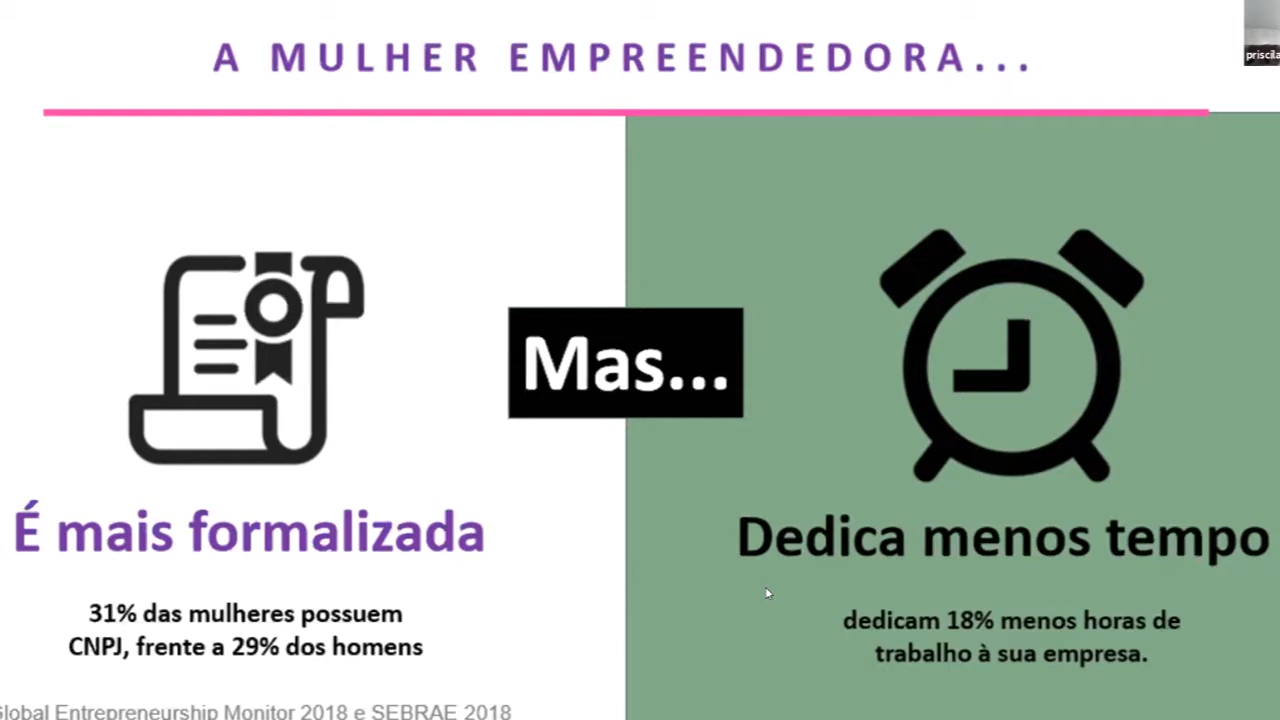 A MULHER EMPREENDEDORA...
priscila
Mas...
É mais formalizada
31% das mulheres possuem
CNPJ, frente a 29% dos homens
Dedica menos tempo
dedicam 18% menos horas de
trabalho à sua empresa.
Global Entrepreneurship Monitor 2018 e SEBRAE 2018